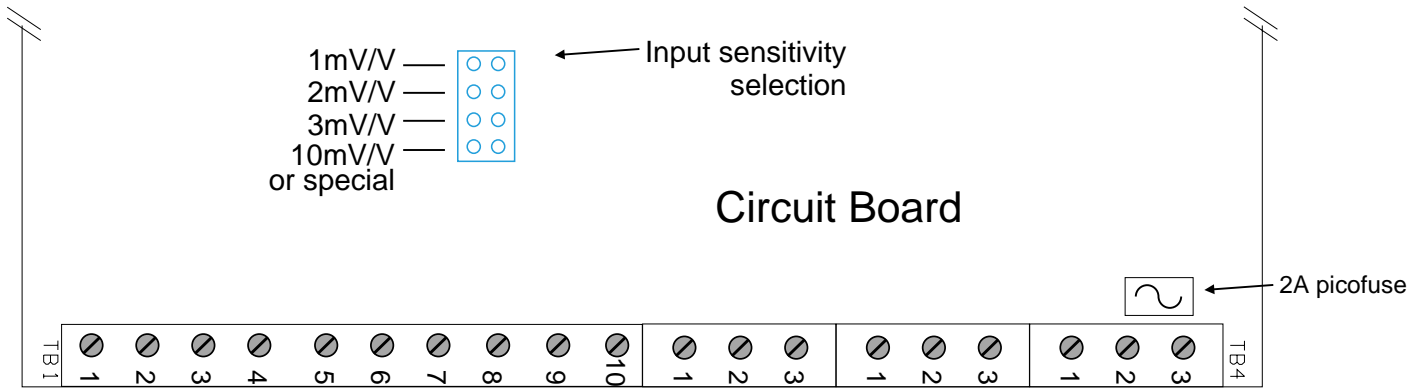 1mV/V
2mV/V
3mV/V
10mV/V
or special
Input sensitivity
selection
Circuit Board
2A picofuse
TB1
1 2 3 4 5 6 7 8 9 10 1 2 3 1 2 3 1 2 3
TB4